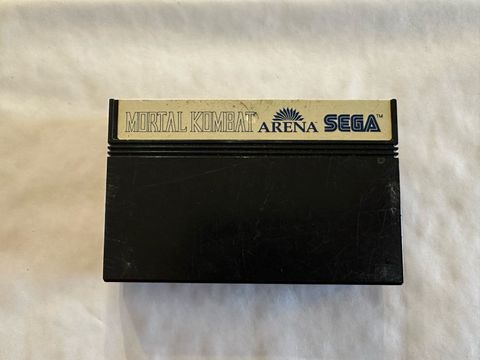 MORTAL KOMBAT ARENA SEGA™